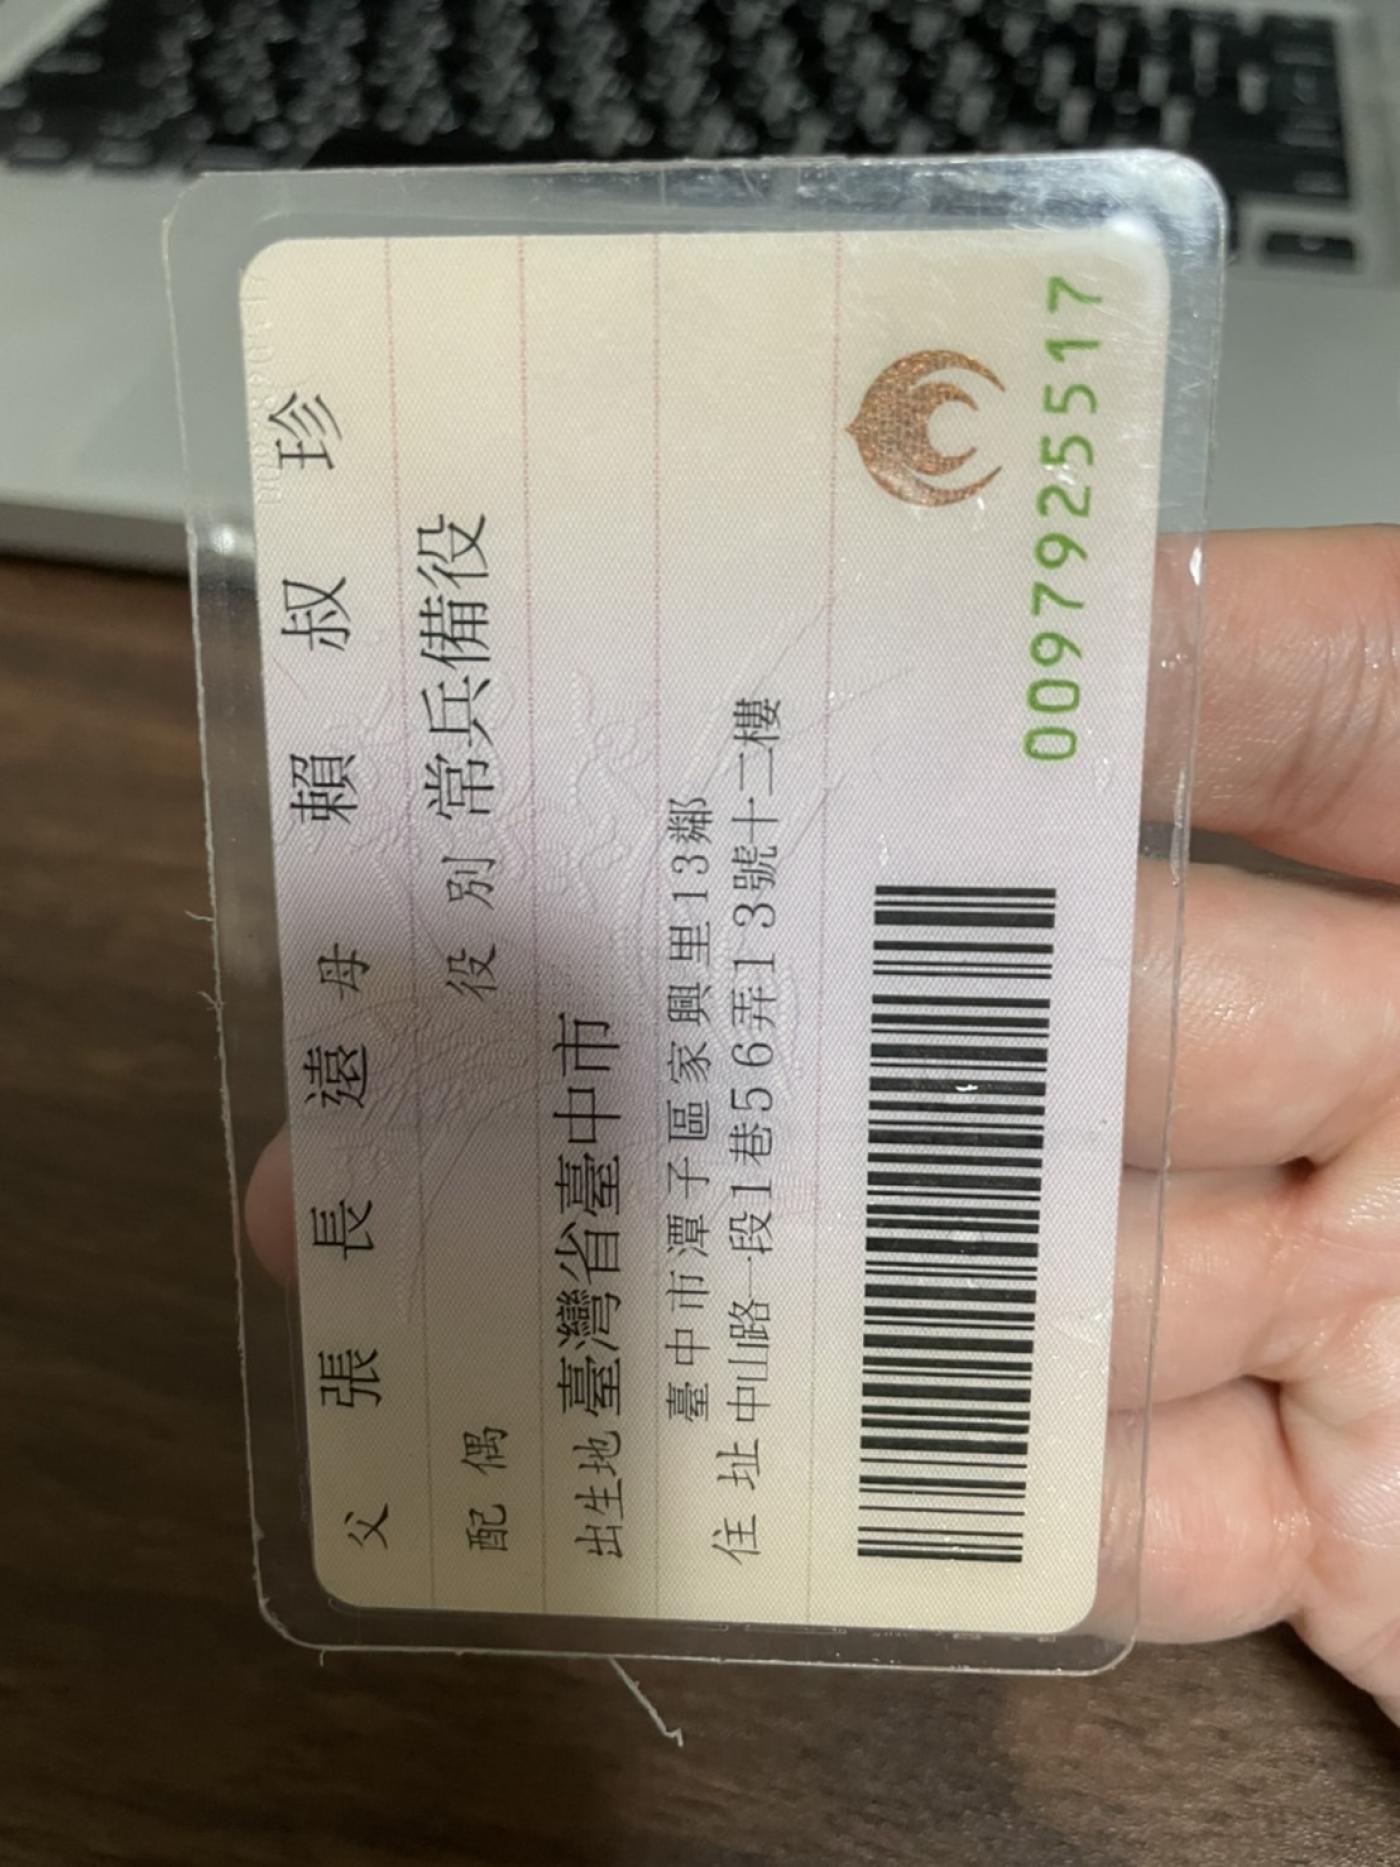 父 張長遠 母 賴叔珍
配偶 役別 常兵備役
出生地 臺灣省臺中市
臺中市潭子區家興里13鄰
住址 中山路一段1巷56弄13號十二樓
0097925517